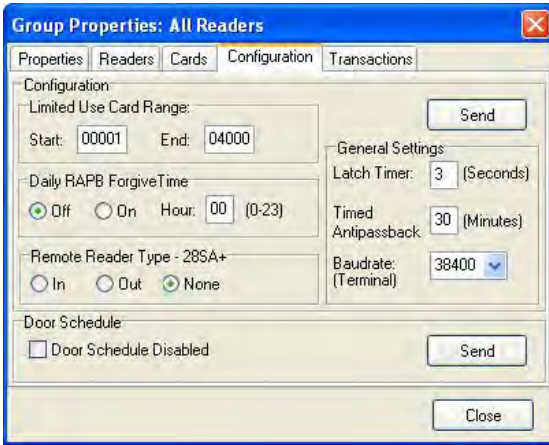 Group Properties: All Readers
Properties Readers Cards Configuration Transactions
Configuration
Limited Use Card Range:
Start: 00001 End: 04000
Send
Daily RAPB ForgiveTime
Off On Hour: 00 (0-23)
Remote Reader Type - 28SA+
In Out None
General Settings
Latch Timer: 3 (Seconds)
Timed
Antipassback 30 (Minutes)
Baudrate: 38400
(Terminal)
Door Schedule
Door Schedule Disabled
Send
Close